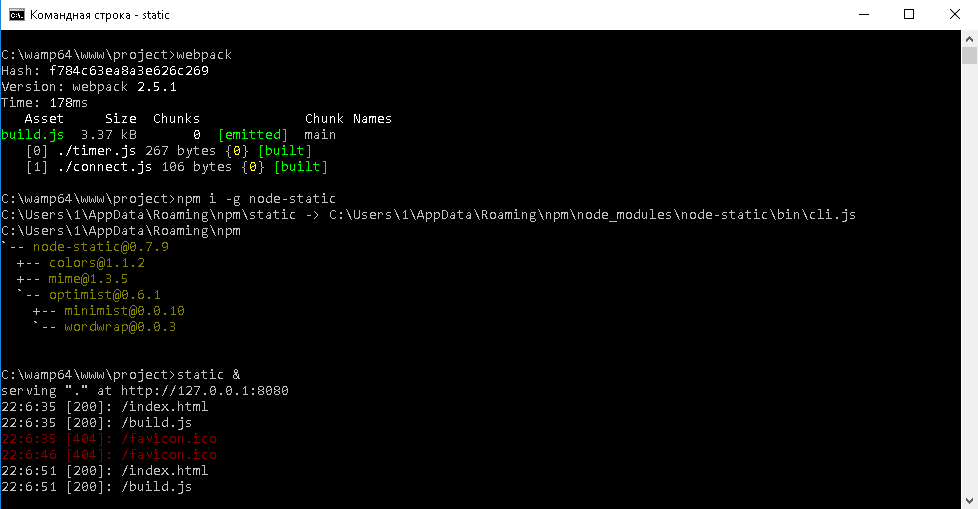 Командная строка - static
C:\wamp64\www\project>webpack
Hash: f784c63ea8a3e626c269
Version: webpack 2.5.1
Time: 178ms
   Asset     Size  Chunks             Chunk Names
build.js  3.37 kB       0  [emitted]  main
   [0] ./timer.js 267 bytes {0} [built]
   [1] ./connect.js 106 bytes {0} [built]
C:\wamp64\www\project>npm i -g node-static
C:\Users\1\AppData\Roaming\npm\static -> C:\Users\1\AppData\Roaming\npm\node_modules\node-static\bin\cli.js
C:\Users\1\AppData\Roaming\npm
`-- node-static@0.7.9
  +-- colors@1.1.2
  +-- mime@1.3.5
  `-- optimist@0.6.1
    +-- minimist@0.0.10
    `-- wordwrap@0.0.3
C:\wamp64\www\project>static &
serving "." at http://127.0.0.1:8080
22:6:35 [200]: /index.html
22:6:35 [200]: /build.js
22:6:35 [404]: /favicon.ico
22:6:46 [404]: /favicon.ico
22:6:51 [200]: /index.html
22:6:51 [200]: /build.js